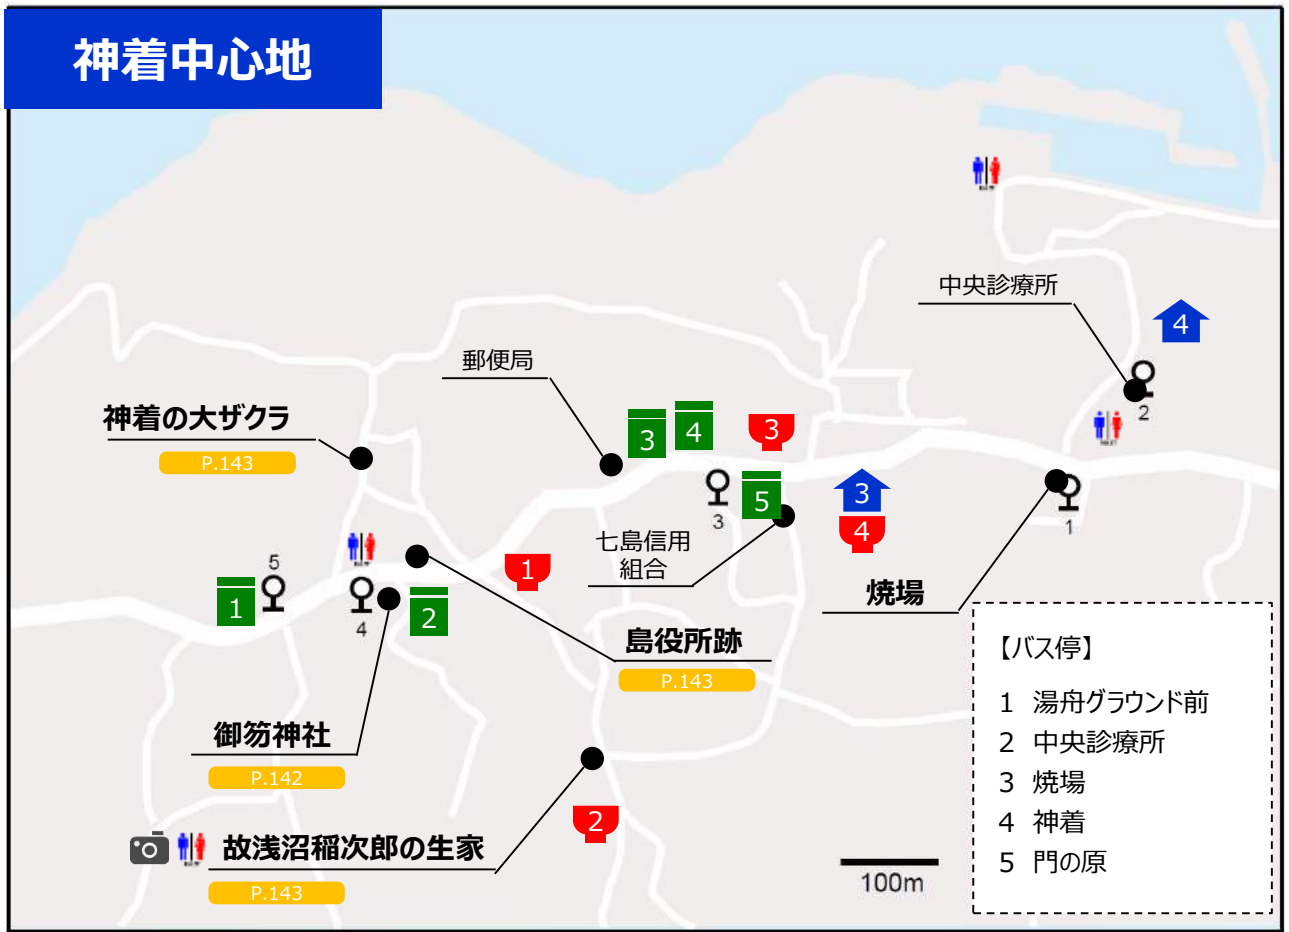 神着中心地
中央診療所
4
2
郵便局
神着の大ザクラ
P.143
3
4
3
5
3
3
4
1
七島信用
組合
焼場
5
1
4
2
1
島役所跡
P.143
御笏神社
P.142
2
故浅沼稲次郎の生家
P.143
100m
【バス停】
1 湯舟グラウンド前
2 中央診療所
3 焼場
4 神着
5 門の原